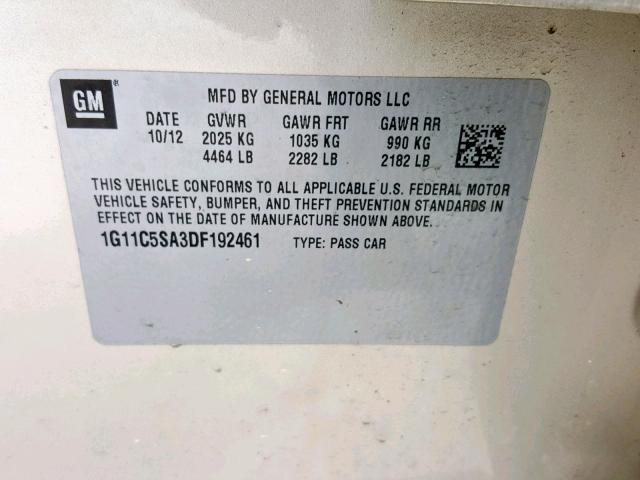 GM ®
MFD BY GENERAL MOTORS LLC
DATE GVWR GAWR FRT GAWR RR
10/12 2025 KG 1035 KG 990 KG
4464 LB 2282 LB 2182 LB
THIS VEHICLE CONFORMS TO ALL APPLICABLE U.S. FEDERAL MOTOR
VEHICLE SAFETY, BUMPER, AND THEFT PREVENTION STANDARDS IN
EFFECT ON THE DATE OF MANUFACTURE SHOWN ABOVE.
1G11C5SA3DF192461 TYPE: PASS CAR